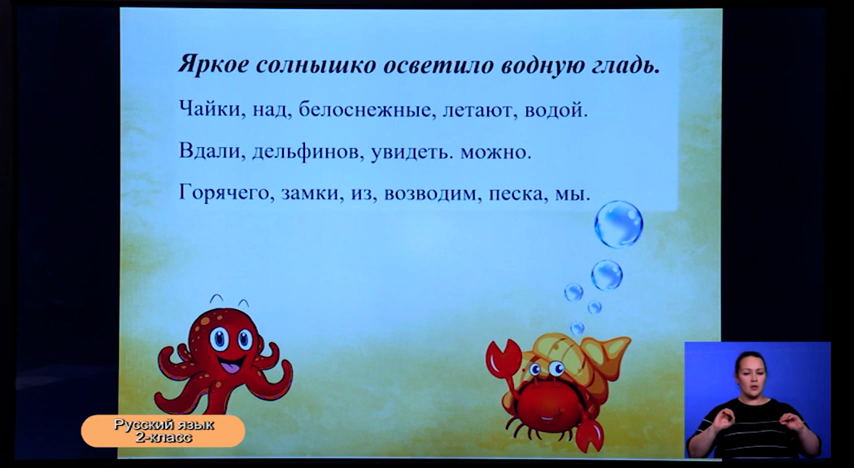 Яркое солнышко осветило водную гладь.
Чайки, над, белоснежные, летают, водой.
Вдали, дельфинов, увидеть. можно.
Горячего, замки, из, возводим, песка, мы.
Русский язык
2-класс